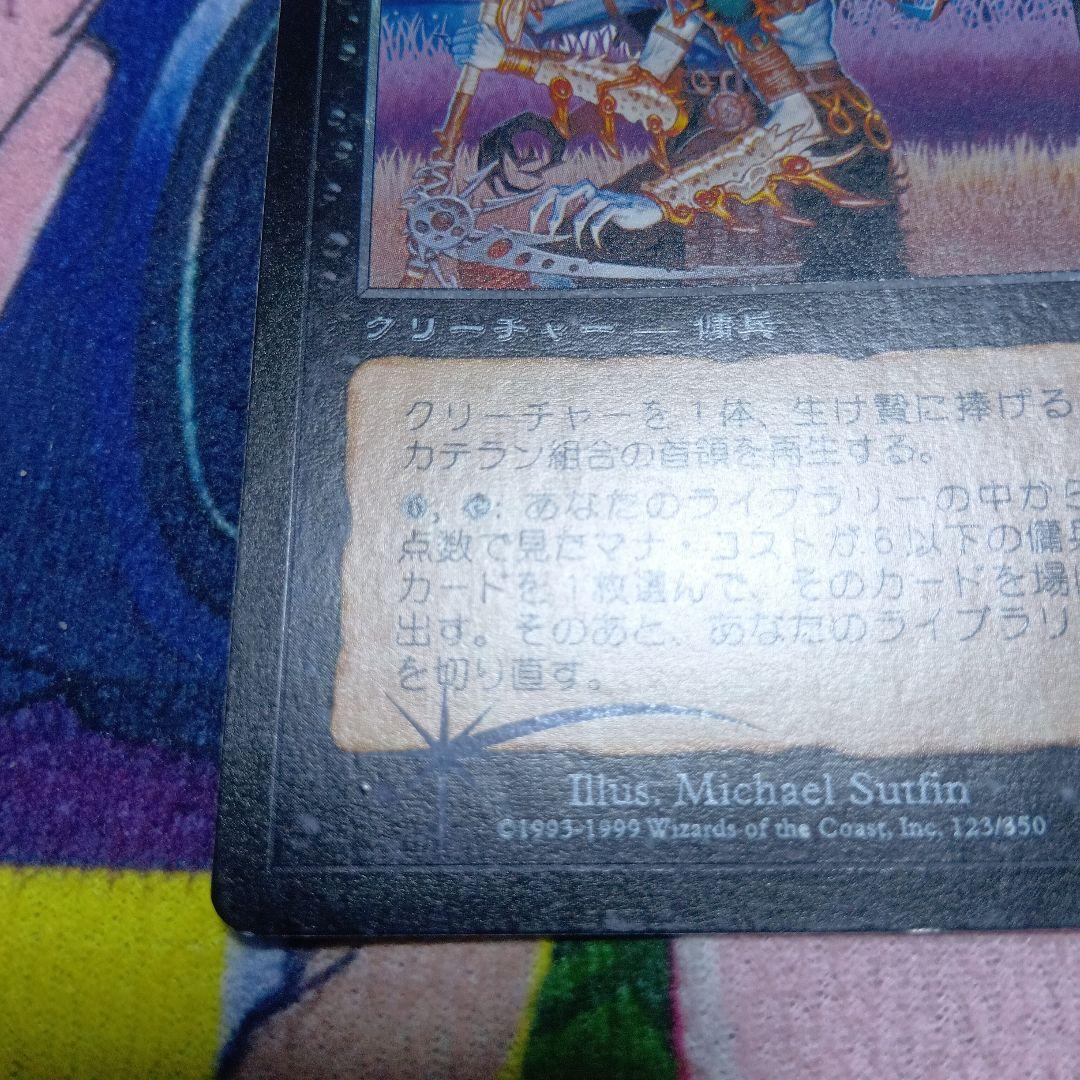 クリーチャー — 傭兵
クリーチャーを1体、生け贄に捧げる
カテラン組合の首領を再生する。
あなたのライブラリーの中から
点数で見たマナ・コストが6以下の傭兵
カードを1枚選んで、そのカードを場に
出す。そのあと、あなたのライブラリ
を切り直す。
Illus. Michael Sutfin
©1993-1999 Wizards of the Coast, Inc. 123/350